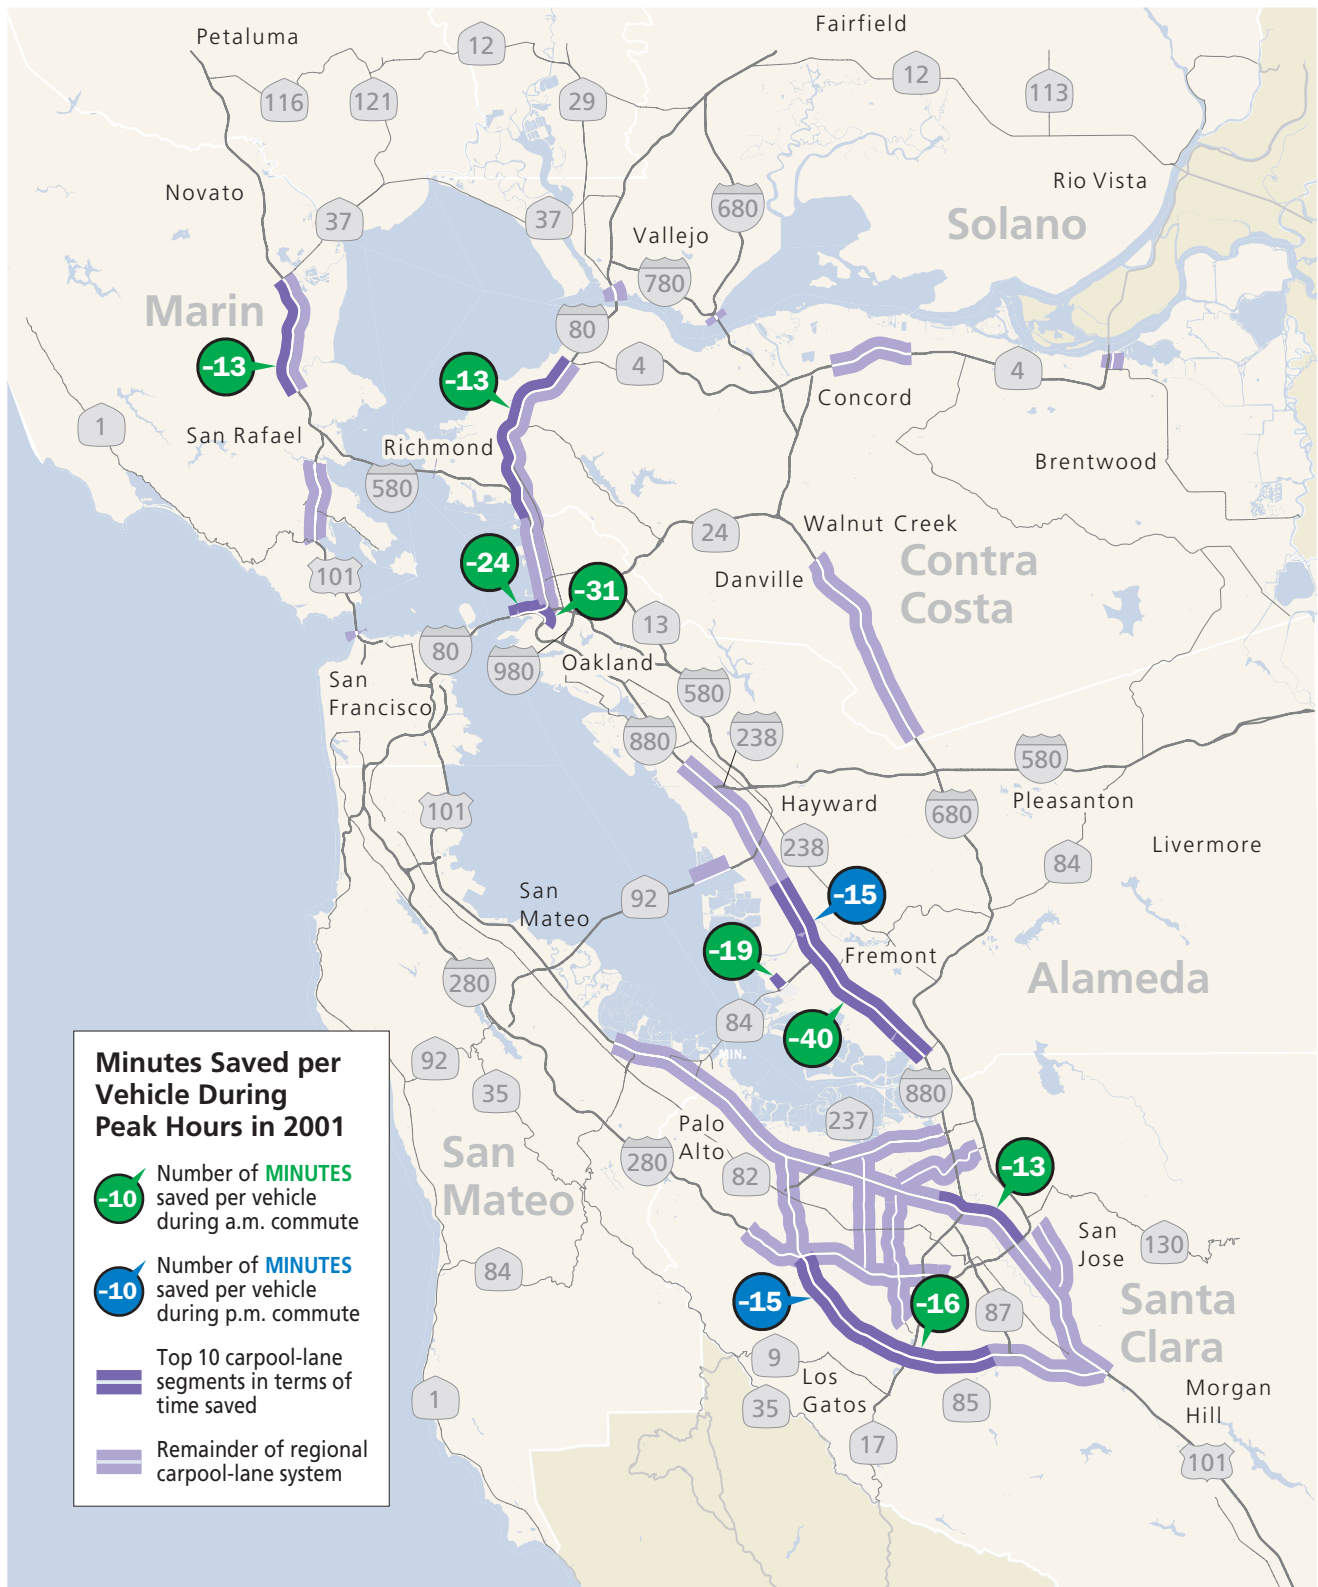 Petaluma
12
Fairfield
116
121
29
12
113
Novato
37
37
680
Rio Vista
Solano
Vallejo
780
Marin
80
-13
-13
4
4
Concord
1
San Rafael
Richmond
580
Brentwood
24
Walnut Creek
Contra
Costa
-24
101
-31
Danville
13
80
980
Oakland
San
Francisco
580
880
238
580
101
Hayward
680
Pleasanton
238
Livermore
84
San
Mateo
92
-15
-19
Fremont
280
Alameda
84
-40
MIN.
92
35
880
237
Palo
Alto
San
Mateo
280
82
-13
San
Jose
130
84
-15
-16
87
Santa
Clara
9
Los
Gatos
35
85
1
Morgan
Hill
17
101
Minutes Saved per
Vehicle During
Peak Hours in 2001
-10
Number of MINUTES
saved per vehicle
during a.m. commute
-10
Number of MINUTES
saved per vehicle
during p.m. commute
Top 10 carpool-lane
segments in terms of
time saved
Remainder of regional
carpool-lane system